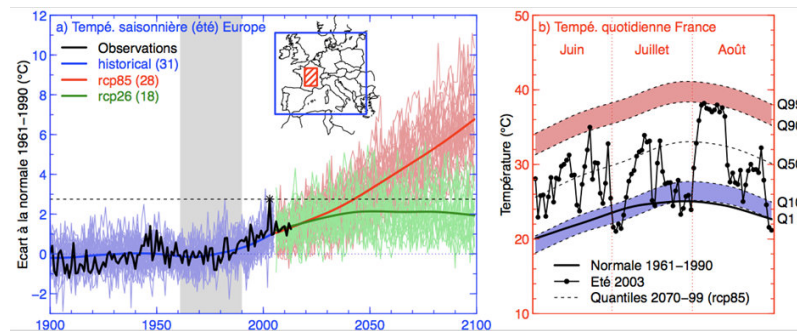 a) Tempé. saisonnière (été) Europe
Observations
historical (31)
rcp85 (28)
rcp26 (18)
Ecart à la normale 1961–1990 (°C)
12
10
8
6
4
2
0
−2
1900
1950
2000
2050
2100
b) Tempé. quotidienne France
Juin
Juillet
Août
Température (°C)
50
40
30
20
10
Q99
Q90
Q50
Q10
Q1
Normale 1961–1990
Eté 2003
Quantiles 2070–99 (rcp85)